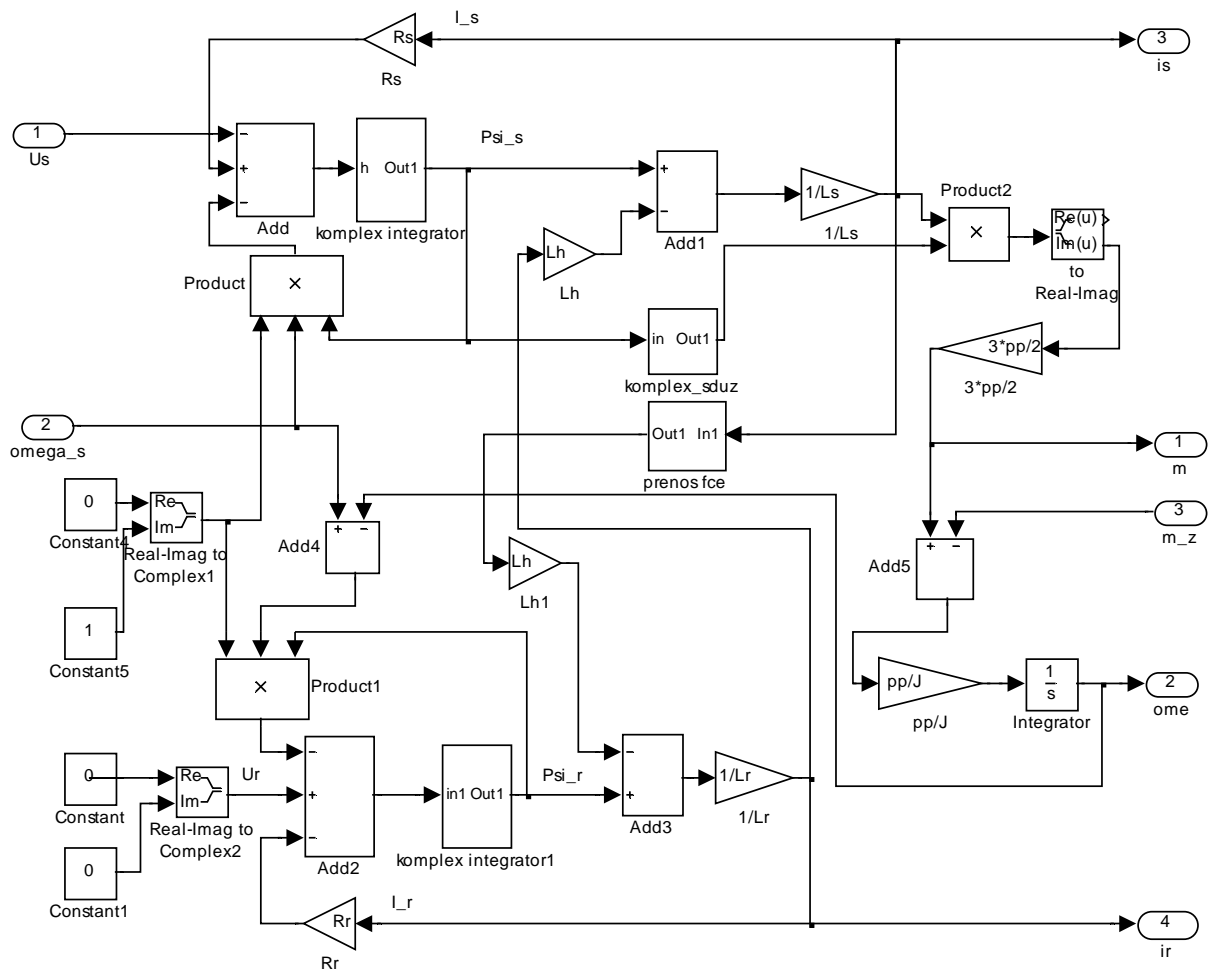 I_s
Rs
Rs
3
is
1
Us
−
+
−
Add
h Out1
komplex integrator
Psi_s
+
−
Add1
1/Ls
1/Ls
Product2
×
Re(u)
Im(u)
to
Real-Imag
Lh
Lh
Product
×
in Out1
komplex_sduz
3*pp/2
3*pp/2
Out1 In1
prenos fce
2
omega_s
1
m
0
Constant4
Re
Im
Real-Imag to
Complex1
+ −
Add4
3
m_z
+ −
Add5
Lh
Lh1
1
Constant5
×
Product1
pp/J
pp/J
1
s
Integrator
2
ome
0
Constant
Re
Im
Real-Imag to
Complex2
Ur
−
+
−
Add2
in1 Out1
komplex integrator1
Psi_r
−
+
Add3
1/Lr
1/Lr
0
Constant1
I_r
Rr
Rr
4
ir